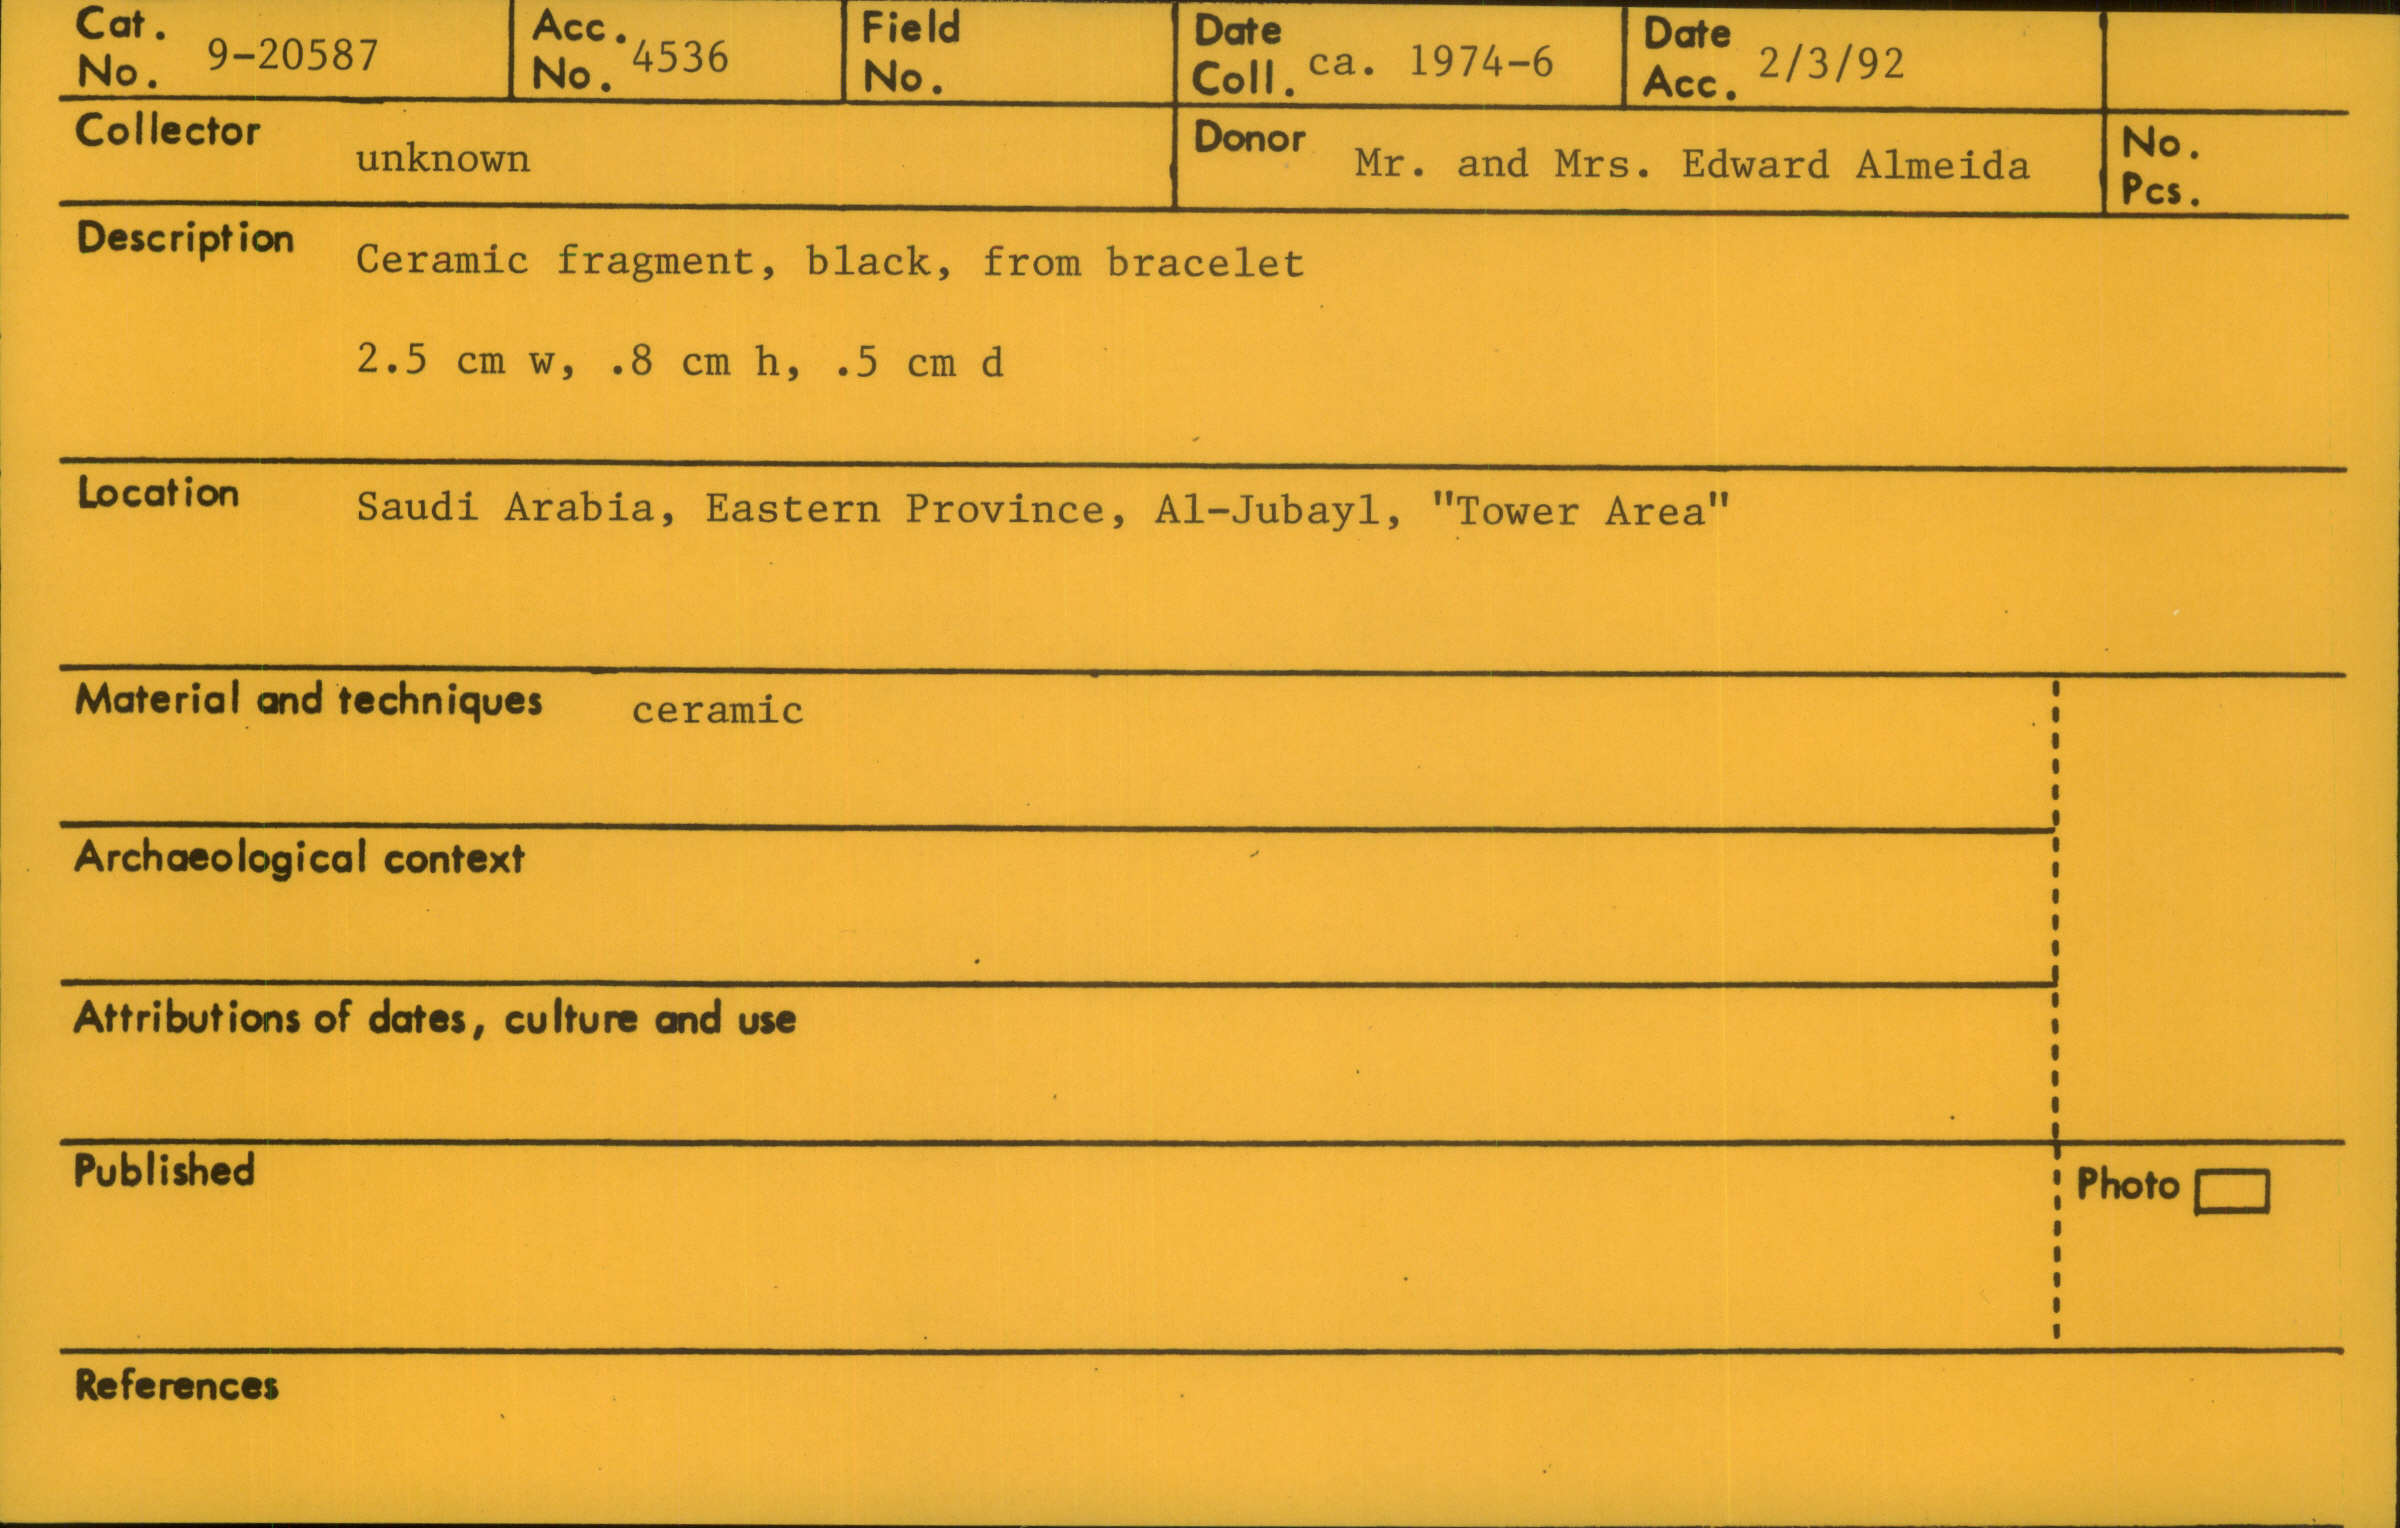 Cat. No. 9-20587
Acc. No. 4536
Field No.
Date Coll. ca. 1974-6
Date Acc. 2/3/92
Collector unknown
Donor Mr. and Mrs. Edward Almeida
No. Pcs.
Description Ceramic fragment, black, from bracelet
2.5 cm w, .8 cm h, .5 cm d
Location Saudi Arabia, Eastern Province, Al-Jubayl, "Tower Area"
Material and techniques ceramic
Archaeological context
Attributions of dates, culture and use
Published
Photo
References